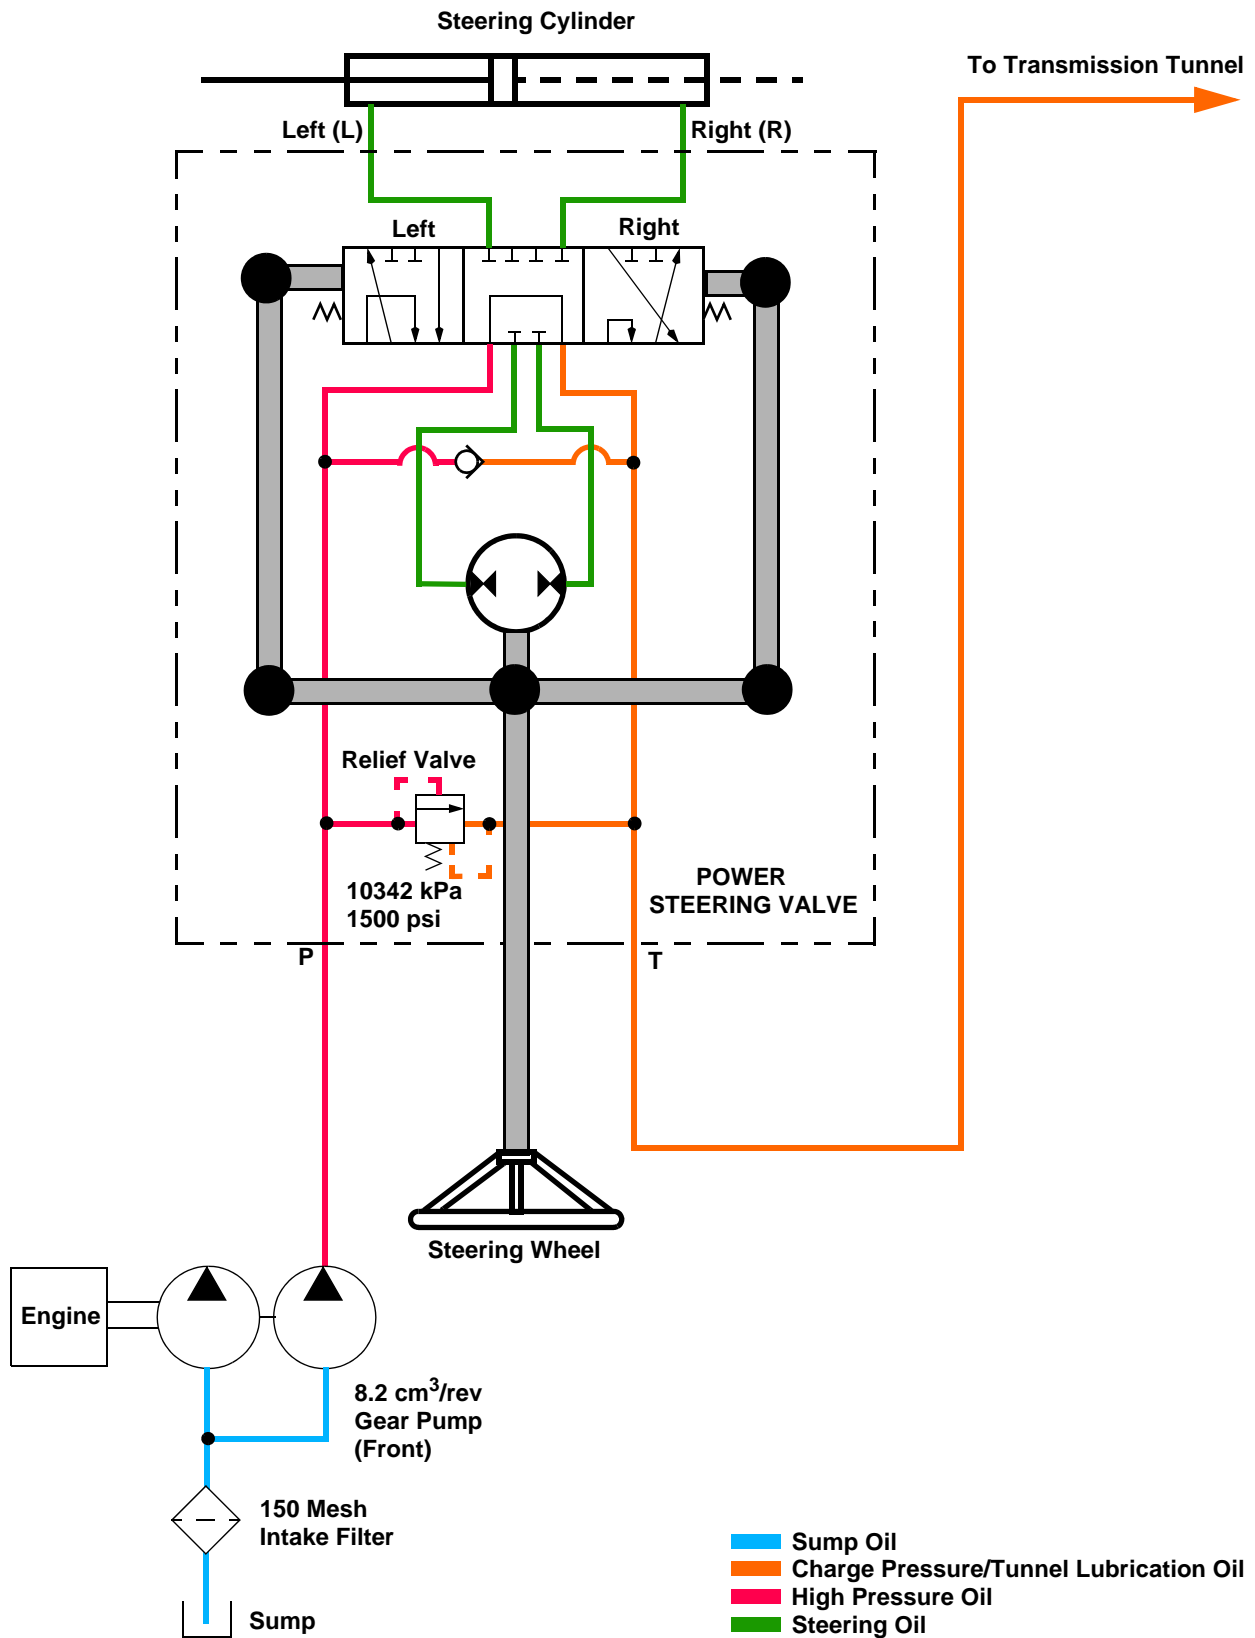 Steering Cylinder
To Transmission Tunnel
Left (L)
Right (R)
Left
Right
Relief Valve
10342 kPa
1500 psi
POWER
STEERING VALVE
P
T
Steering Wheel
Engine
8.2 cm³/rev
Gear Pump
(Front)
150 Mesh
Intake Filter
Sump
Sump Oil
Charge Pressure/Tunnel Lubrication Oil
High Pressure Oil
Steering Oil